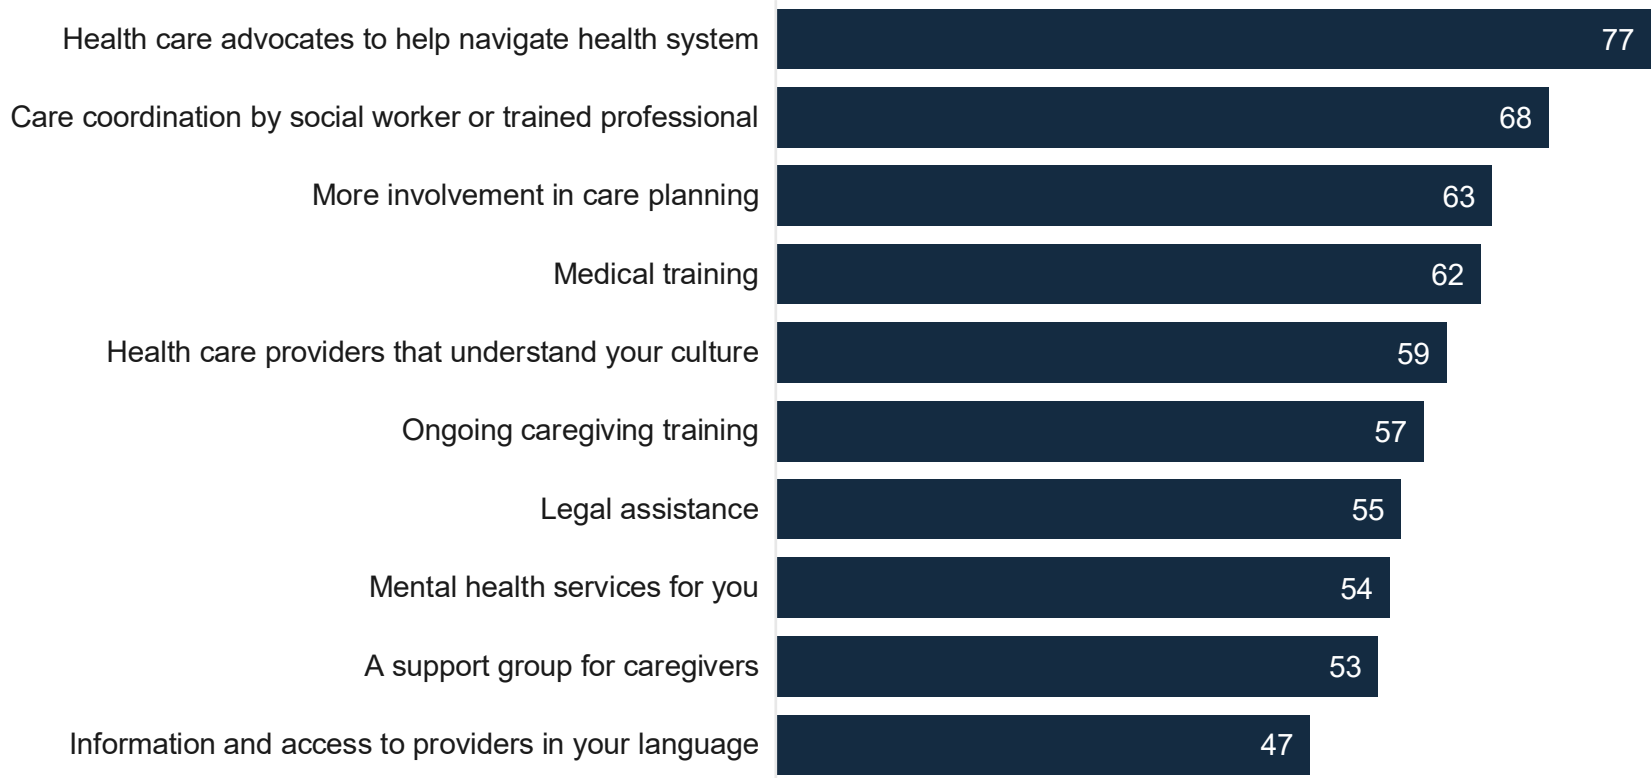 Health care advocates to help navigate health system 77
Care coordination by social worker or trained professional 68
More involvement in care planning 63
Medical training 62
Health care providers that understand your culture 59
Ongoing caregiving training 57
Legal assistance 55
Mental health services for you 54
A support group for caregivers 53
Information and access to providers in your language 47